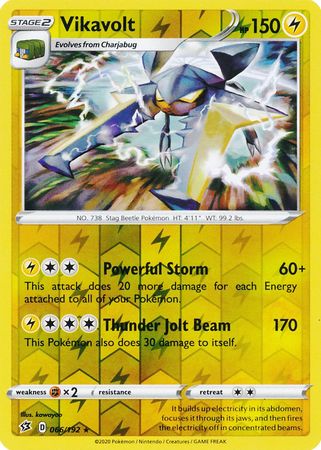 STAGE 2 Vikavolt HP 150
Evolves from Charjabug
NO. 738 Stag Beetle Pokémon HT: 4'11" WT: 99.2 lbs.
Powerful Storm 60+
This attack does 20 more damage for each Energy
attached to all of your Pokémon.
Thunder Jolt Beam 170
This Pokémon also does 30 damage to itself.
weakness ×2 resistance retreat
Illus. kawayoo
D 066/192 ★
It builds up electricity in its abdomen,
focuses it through its jaws, and then fires
the electricity off in concentrated beams.
©2020 Pokémon / Nintendo / Creatures / GAME FREAK